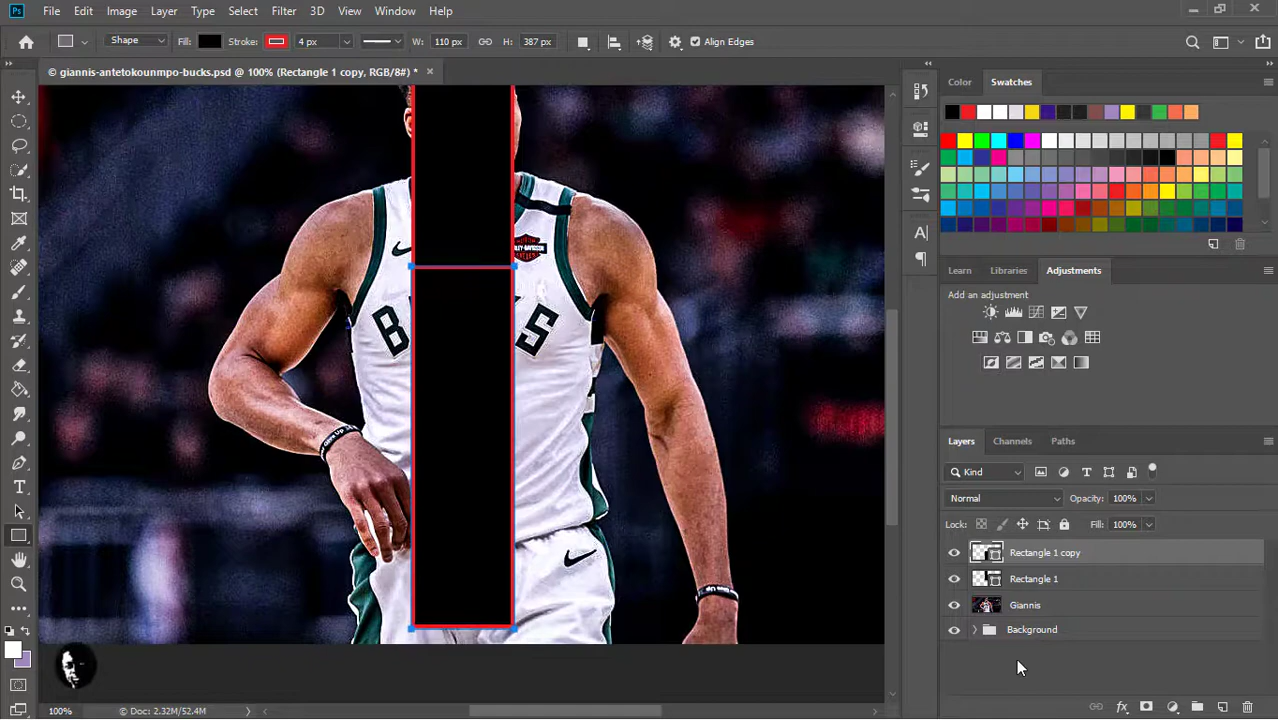 Ps File Edit Image Layer Type Select Filter 3D View Window Help
Shape Fill: Stroke: 4 px W: 110 px H: 387 px Align Edges
© giannis-antetokounmpo-bucks.psd @ 100% (Rectangle 1 copy, RGB/8#) * ×
Color Swatches
Learn Libraries Adjustments
Add an adjustment
B KS
Layers Channels Paths
Kind
Normal Opacity: 100%
Lock: Fill: 100%
Rectangle 1 copy
Rectangle 1
Giannis
Background
100% © Doc: 2.32M/52.4M